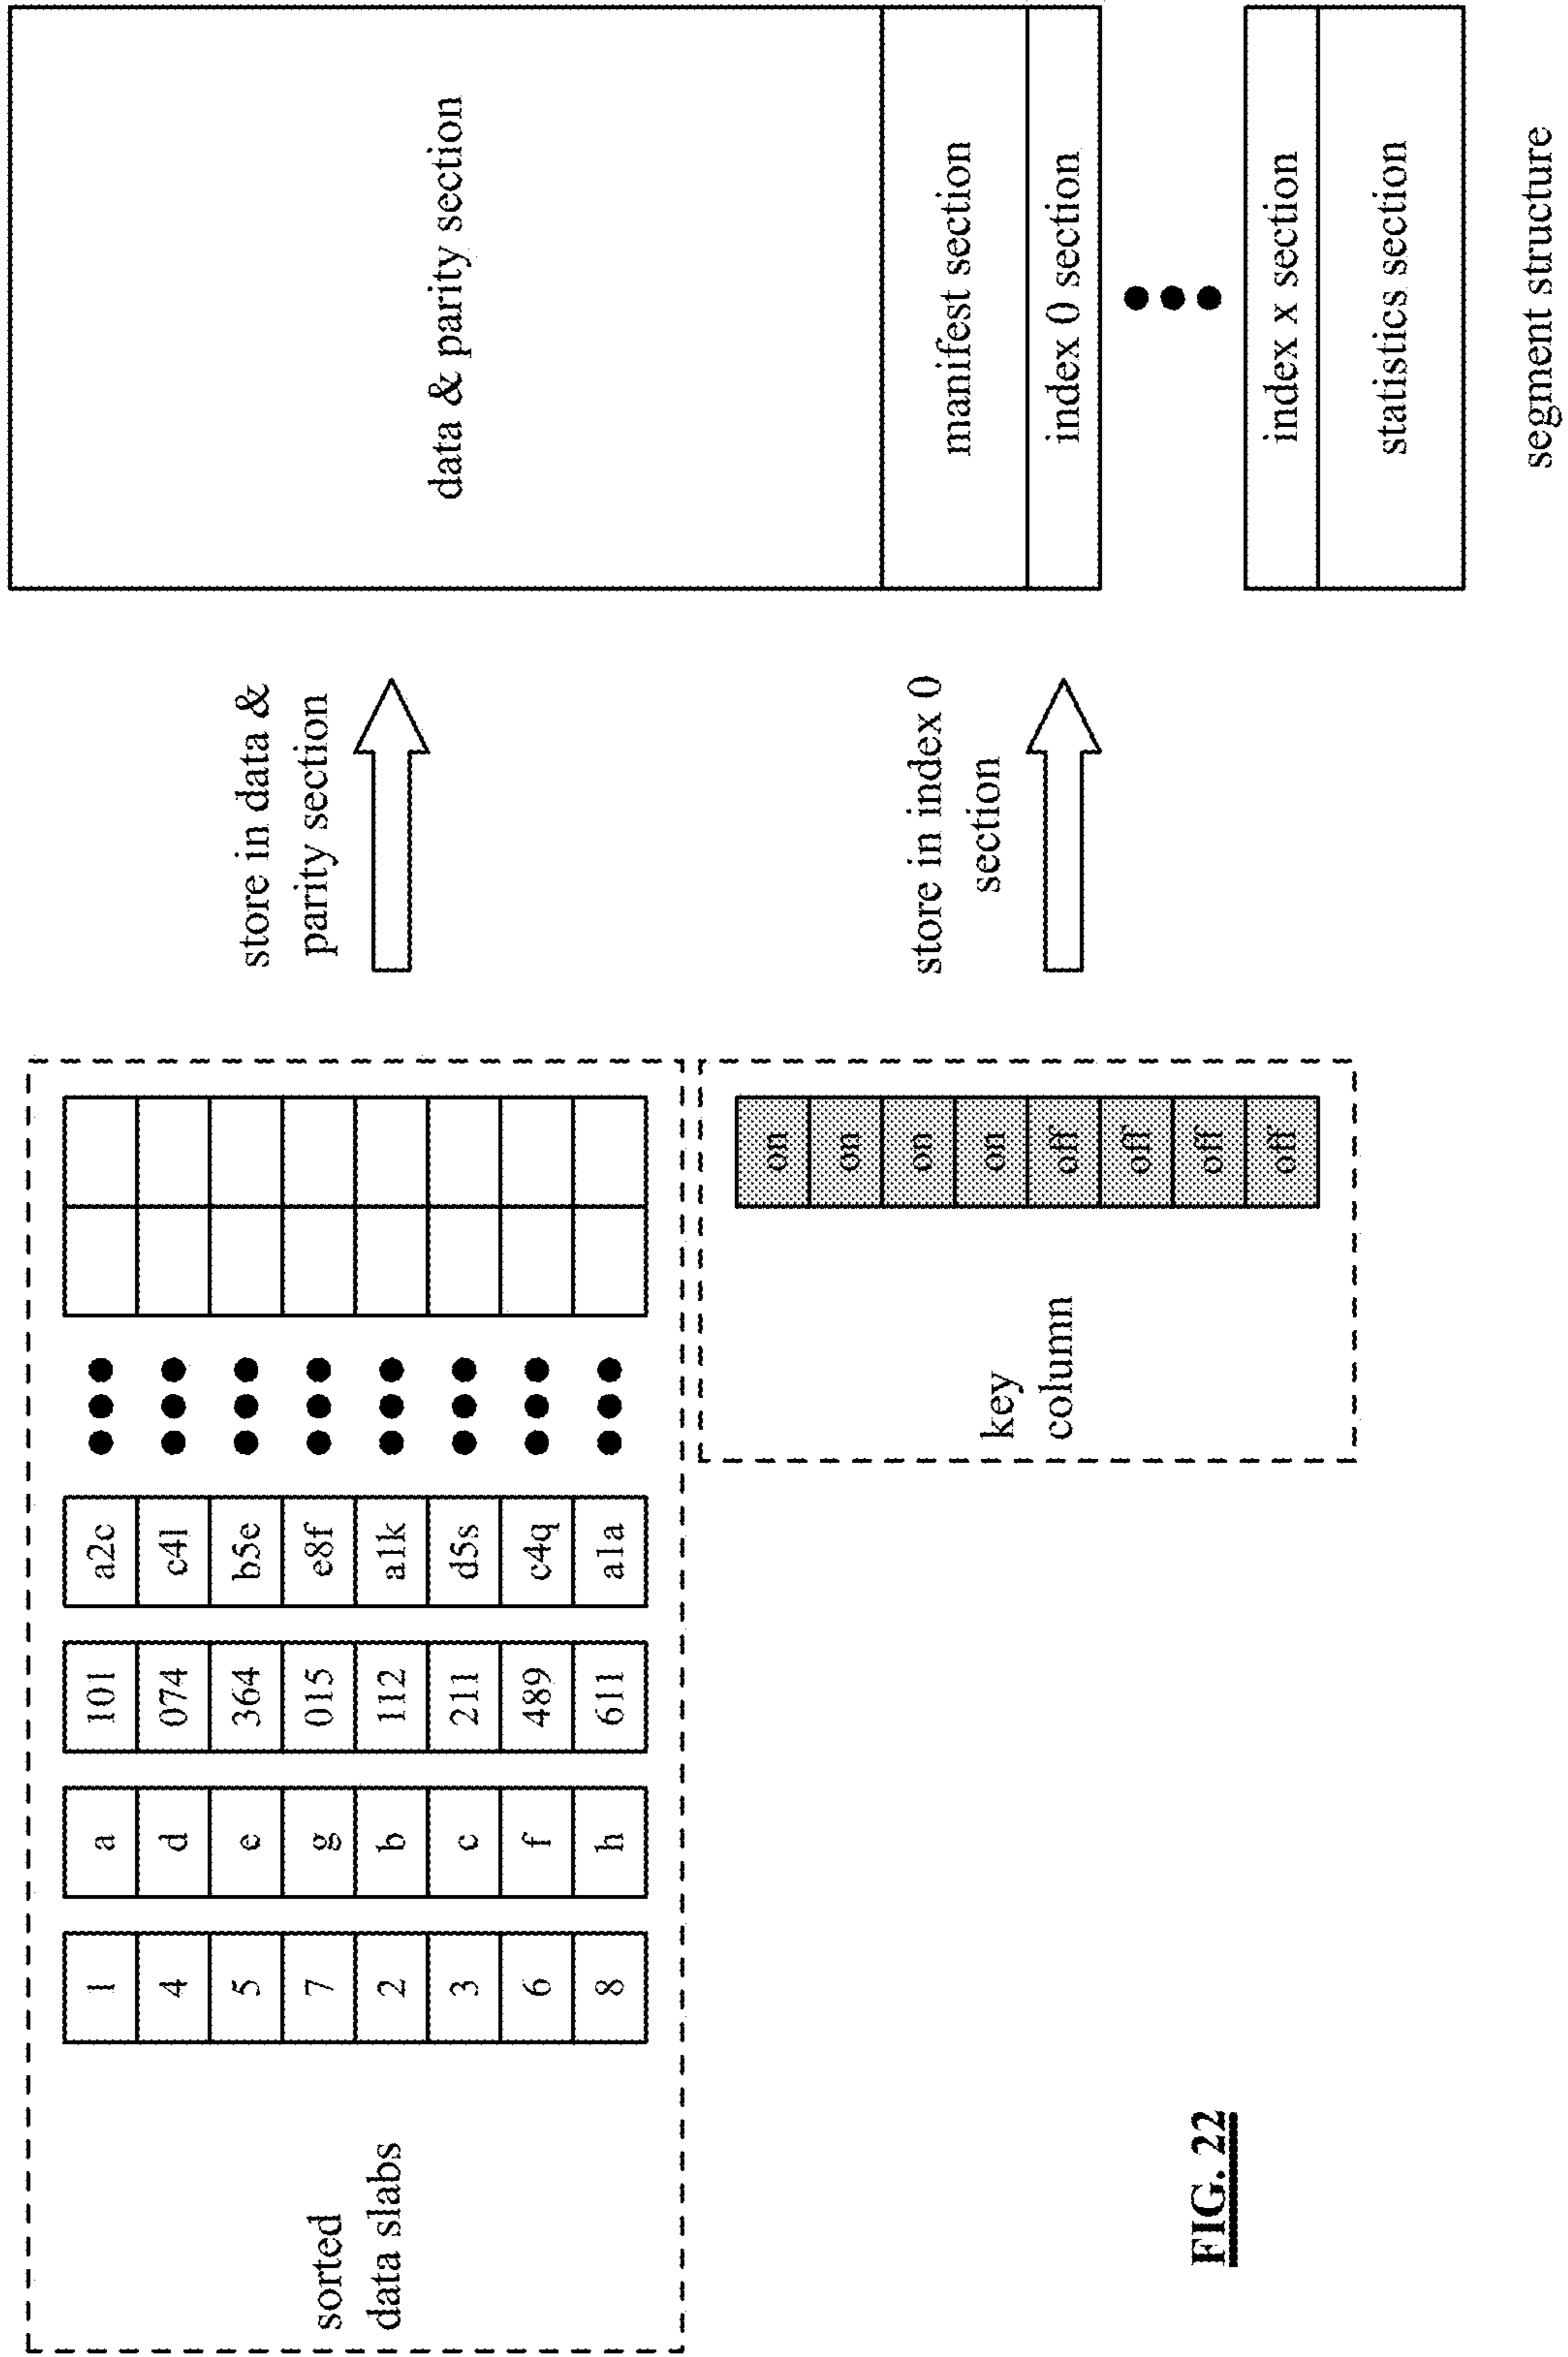 sorted
data slabs
1 a 101 a2c
4 d 074 c4l
5 e 364 b5e
7 g 015 e8f
2 b 112 a1k
3 c 211 d5s
6 f 489 c4q
8 h 611 a1a
store in data &
parity section
data & parity section
key
column
on
on
on
on
off
off
off
off
store in index 0
section
manifest section
index 0 section
index x section
statistics section
segment structure
FIG. 22